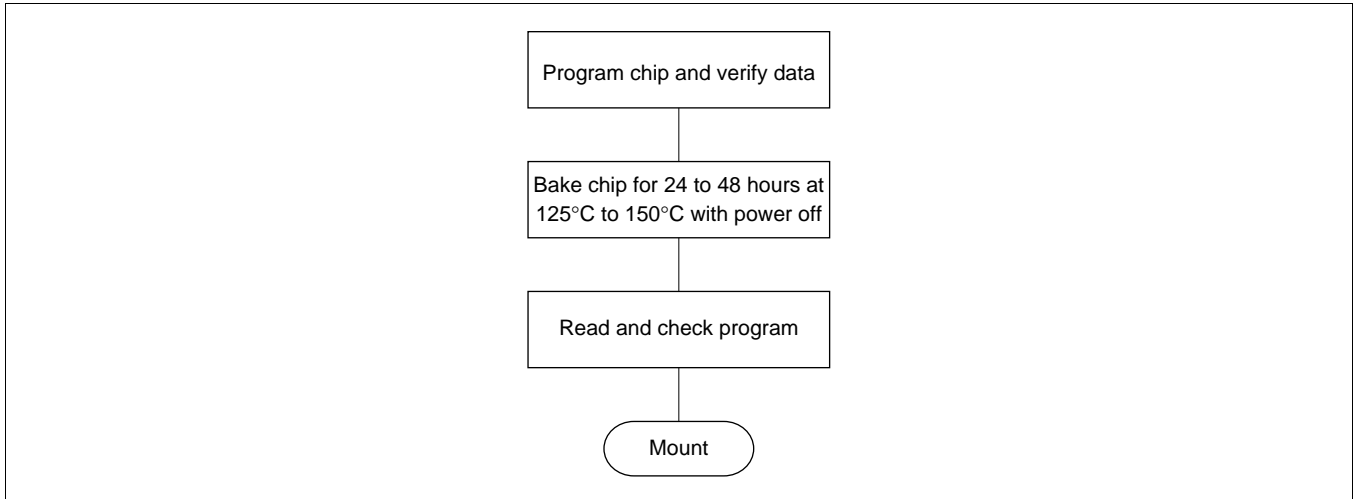 Program chip and verify data
Bake chip for 24 to 48 hours at
125°C to 150°C with power off
Read and check program
Mount